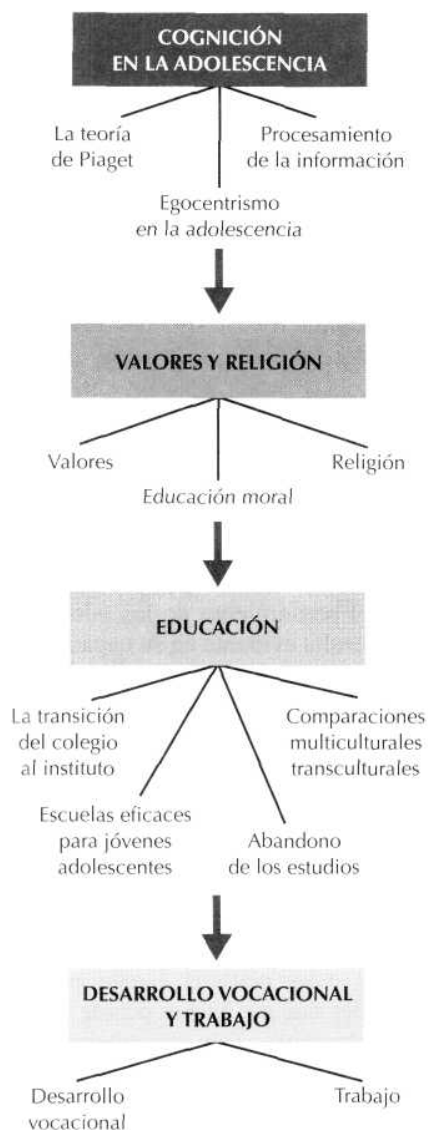 COGNICIÓN
EN LA ADOLESCENCIA
La teoría
de Piaget
Procesamiento
de la información
Egocentrismo
en la adolescencia
VALORES Y RELIGIÓN
Valores
Religión
Educación moral
EDUCACIÓN
La transición
del colegio
al instituto
Comparaciones
multiculturales
transculturales
Escuelas eficaces
para jóvenes
adolescentes
Abandono
de los estudios
DESARROLLO VOCACIONAL
Y TRABAJO
Desarrollo
vocacional
Trabajo